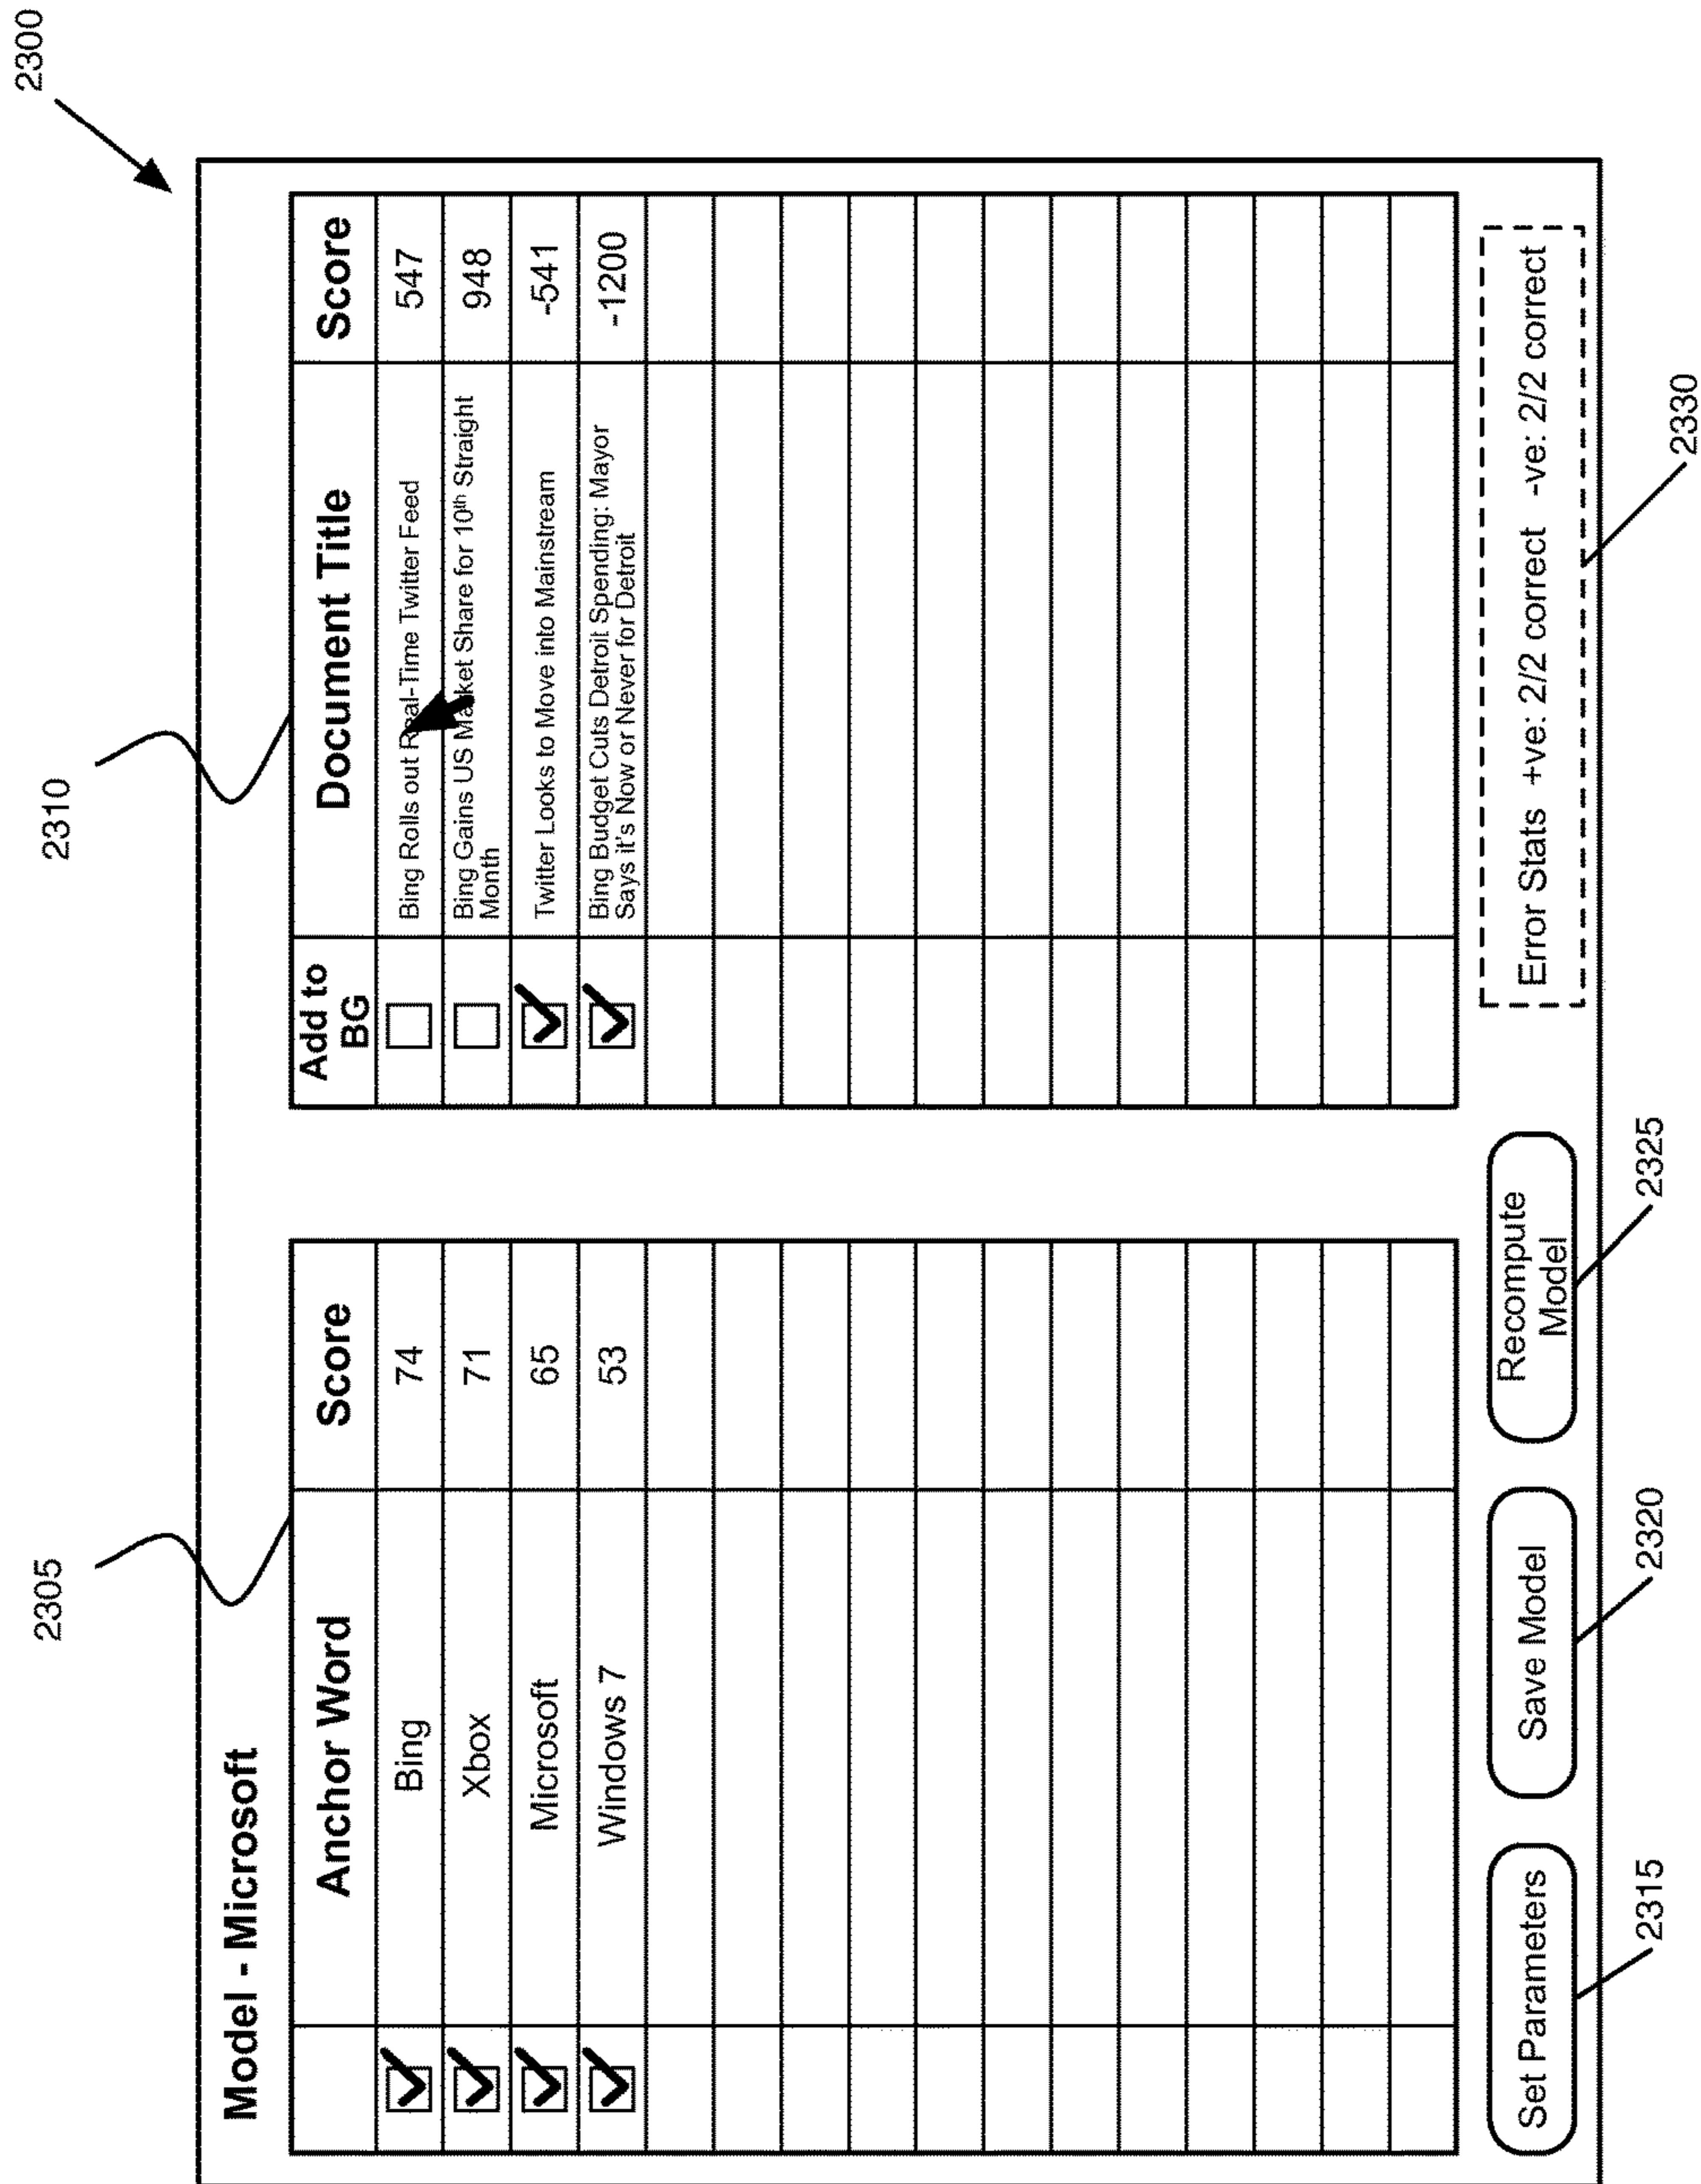 2300
2305
2310
Model - Microsoft
Anchor Word Score
Bing 74
Xbox 71
Microsoft 65
Windows 7 53
Add to
BG
Document Title
Score
Bing Rolls out Real-Time Twitter Feed 547
Bing Gains US Market Share for 10th Straight
Month
948
Twitter Looks to Move into Mainstream -541
Bing Budget Cuts Detroit Spending: Mayor
Says it's Now or Never for Detroit
-1200
Set Parameters
Save Model
Recompute
Model
Error Stats +ve: 2/2 correct -ve: 2/2 correct
2315
2320
2325
2330